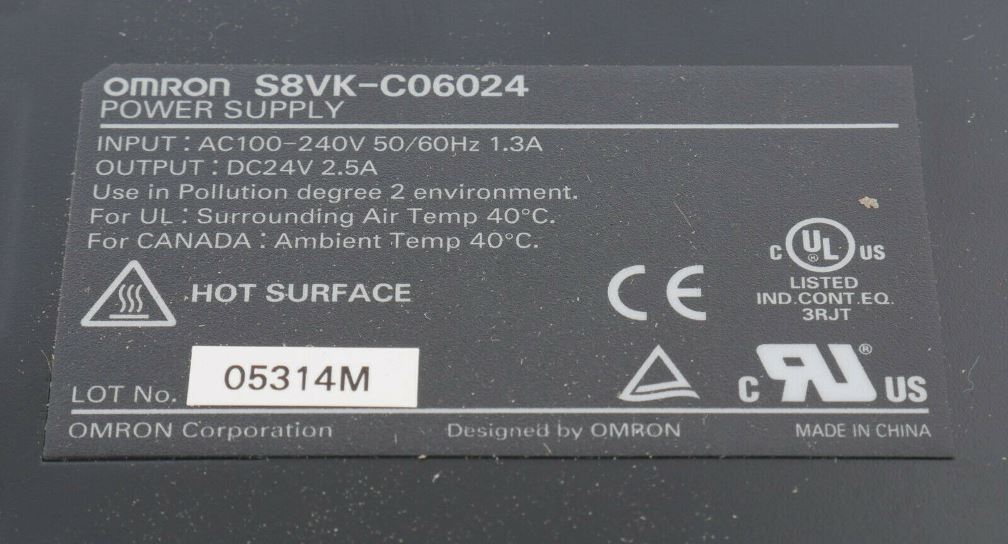 OMRON S8VK-C06024
POWER SUPPLY
INPUT : AC100-240V 50/60Hz 1.3A
OUTPUT : DC24V 2.5A
Use in Pollution degree 2 environment.
For UL : Surrounding Air Temp 40°C.
For CANADA : Ambient Temp 40°C.
HOT SURFACE
CE
C UL® US
LISTED
IND.CONT.EQ.
3RJT
LOT No. 05314M
C RU® US
OMRON Corporation
Designed by OMRON
MADE IN CHINA